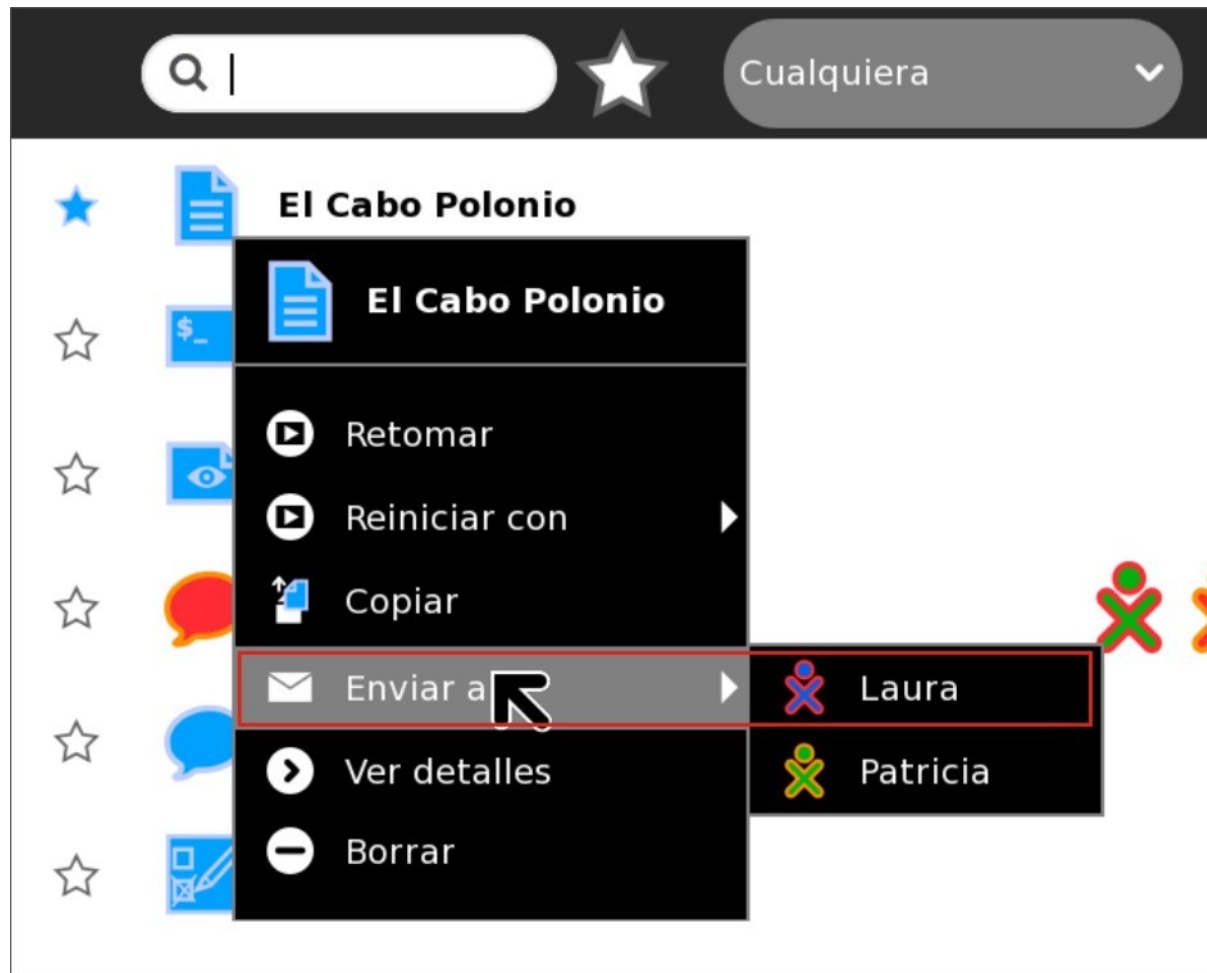 Cualquiera
El Cabo Polonio
El Cabo Polonio
$_
Retomar
Reiniciar con
Copiar
Enviar a
Laura
Ver detalles
Patricia
Borrar